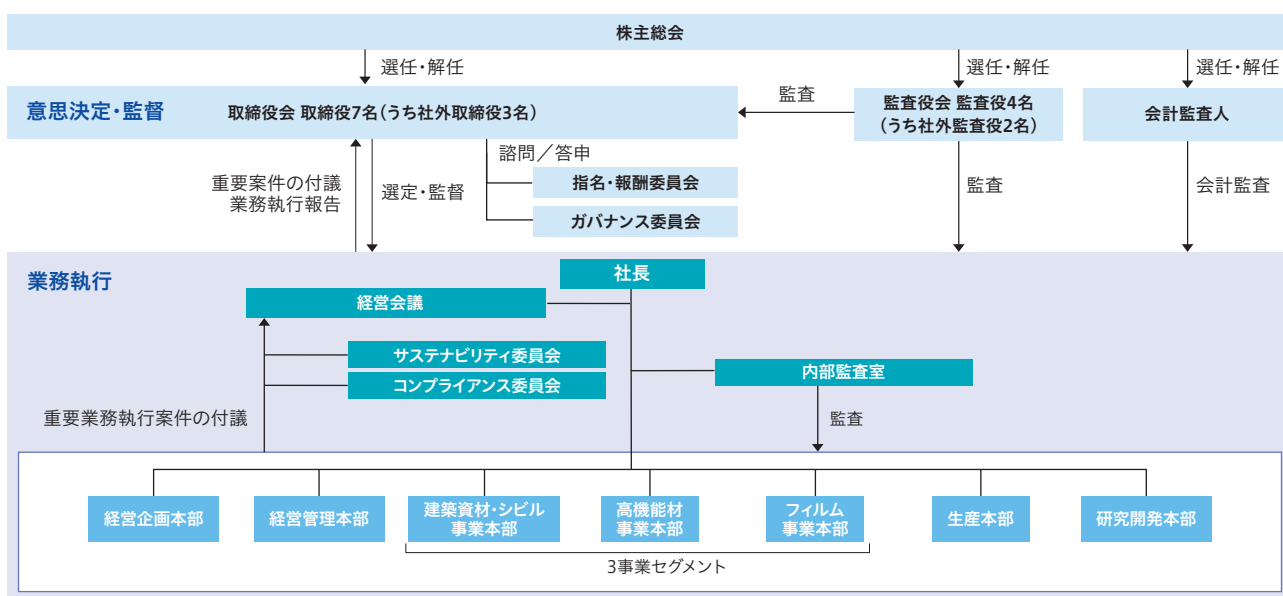 株主総会
選任・解任
選任・解任
選任・解任
意思決定・監督
取締役会 取締役7名(うち社外取締役3名)
監査
監査役会 監査役4名
(うち社外監査役2名)
会計監査人
諮問/答申
重要案件の付議
業務執行報告
選定・監督
指名・報酬委員会
ガバナンス委員会
監査
会計監査
業務執行
社長
経営会議
サステナビリティ委員会
コンプライアンス委員会
内部監査室
重要業務執行案件の付議
監査
経営企画本部
経営管理本部
建築資材・シビル
事業本部
高機能材
事業本部
フィルム
事業本部
生産本部
研究開発本部
3事業セグメント